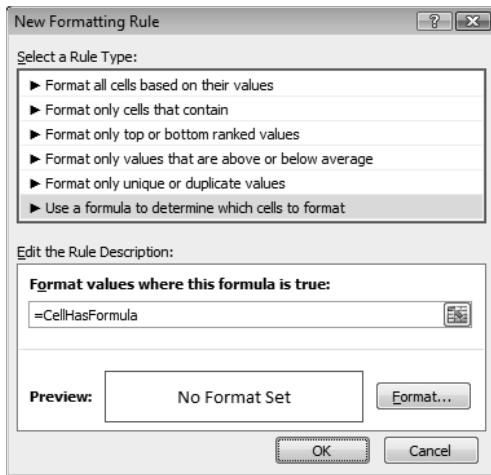 New Formatting Rule
Select a Rule Type:
► Format all cells based on their values
► Format only cells that contain
► Format only top or bottom ranked values
► Format only values that are above or below average
► Format only unique or duplicate values
► Use a formula to determine which cells to format
Edit the Rule Description:
Format values where this formula is true:
=CellHasFormula
Preview: No Format Set Format...
OK Cancel